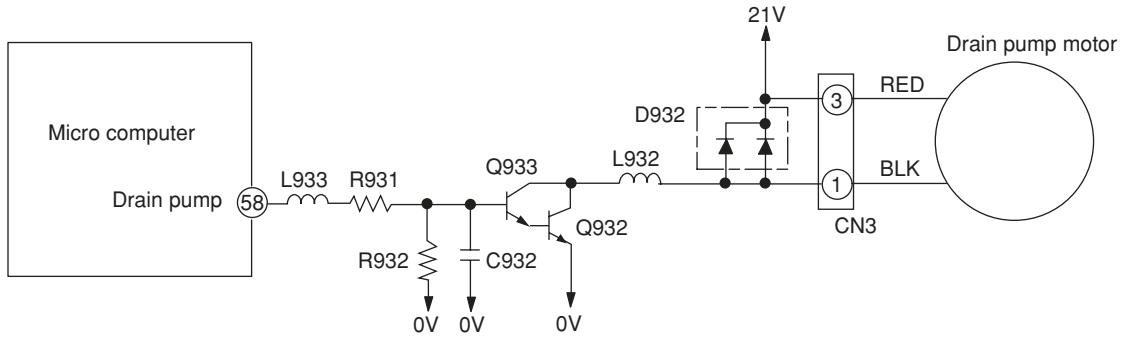 21V
Drain pump motor
Micro computer
D932
3
RED
Q933
L932
L933
R931
Drain pump
58
1
BLK
CN3
Q932
R932
C932
0V
0V
0V